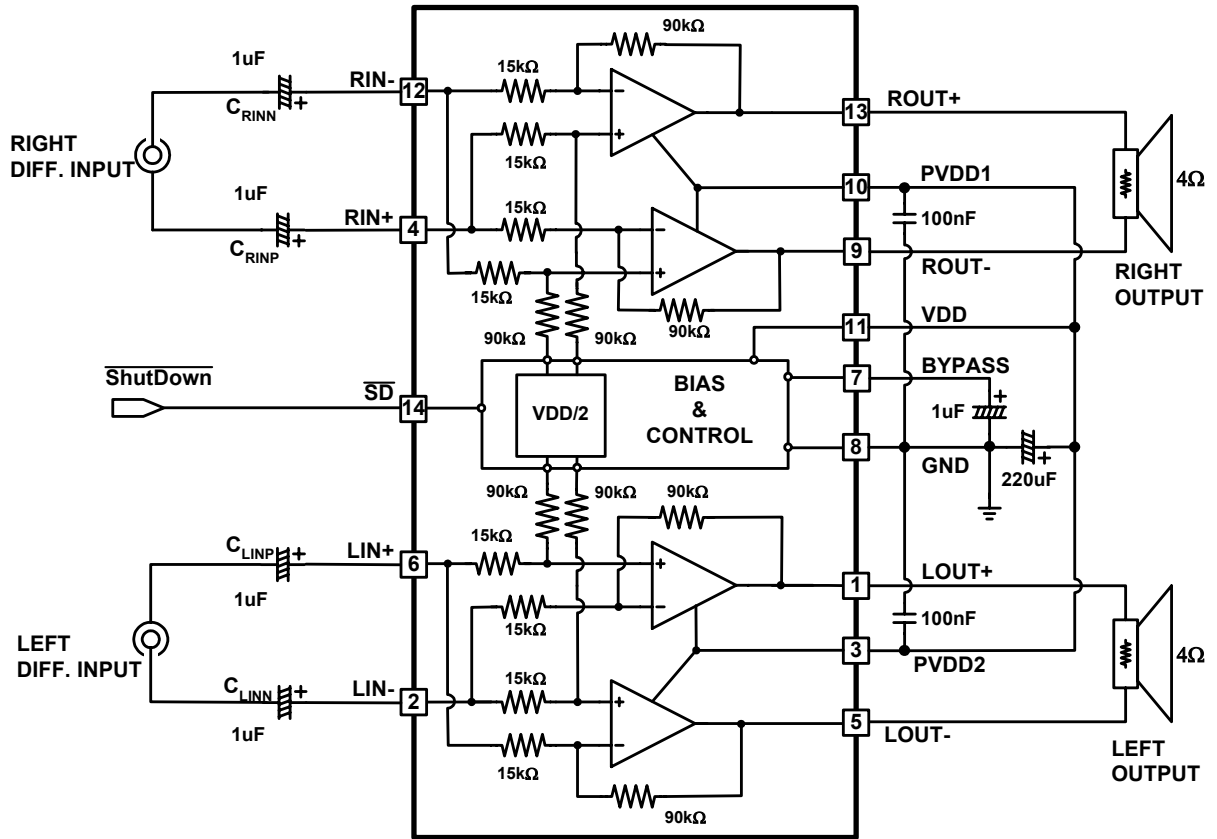 90kΩ
1uF
RIN-
12
15kΩ
C_RINN
ROUT+
13
RIGHT
DIFF. INPUT
15kΩ
10
PVDD1
4Ω
1uF
RIN+
4
15kΩ
100nF
C_RINP
9
ROUT-
15kΩ
90kΩ
90kΩ
90kΩ
RIGHT
OUTPUT
11
VDD
ShutDown
SD
14
VDD/2
BIAS
&
CONTROL
7
BYPASS
1uF
8
GND
220uF
90kΩ
90kΩ
90kΩ
15kΩ
C_LINP
LIN+
6
1uF
1
LOUT+
15kΩ
100nF
LEFT
DIFF. INPUT
3
PVDD2
4Ω
15kΩ
C_LINN
LIN-
2
1uF
5
LOUT-
15kΩ
90kΩ
LEFT
OUTPUT